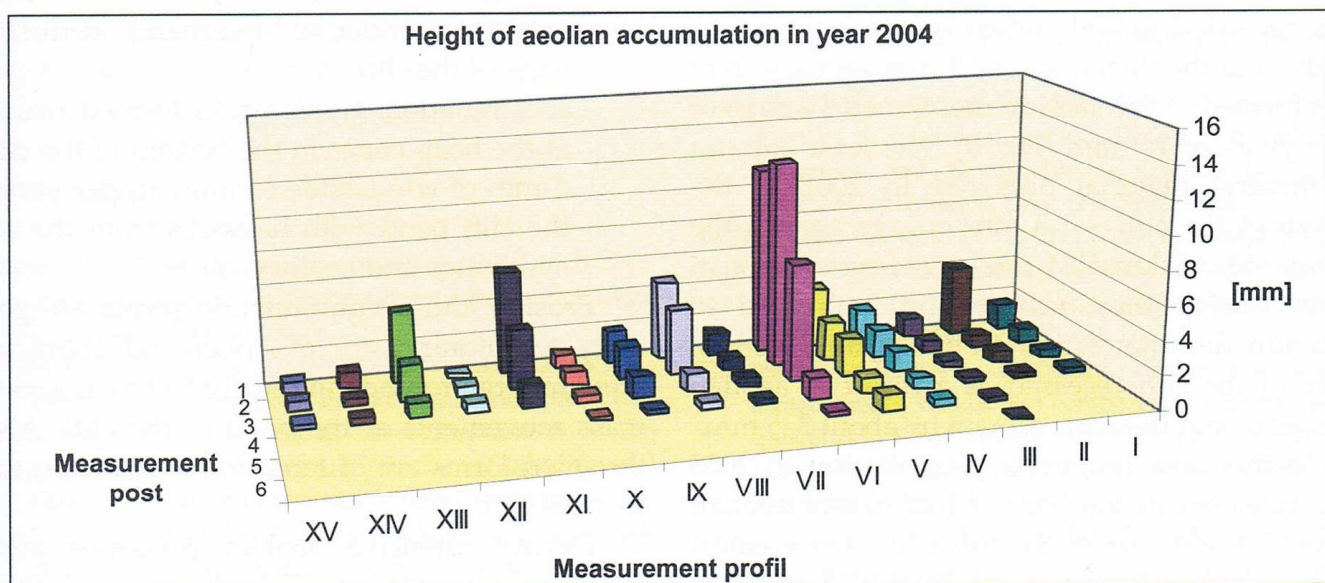 Height of aeolian accumulation in year 2004
16
14
12
10
8
6
4
2
0
[mm]
1
2
3
4
5
6
Measurement
post
XV
XIV
XIII
XII
XI
X
IX
VIII
VII
VI
V
IV
III
II
I
Measurement profil